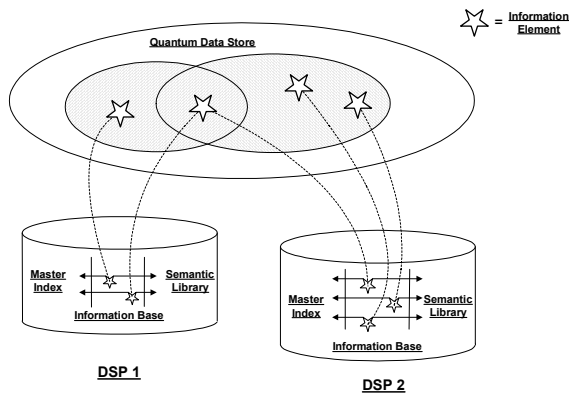 = Information
Element
Quantum Data Store
Master
Index
Semantic
Library
Information Base
DSP 1
Master
Index
Semantic
Library
Information Base
DSP 2